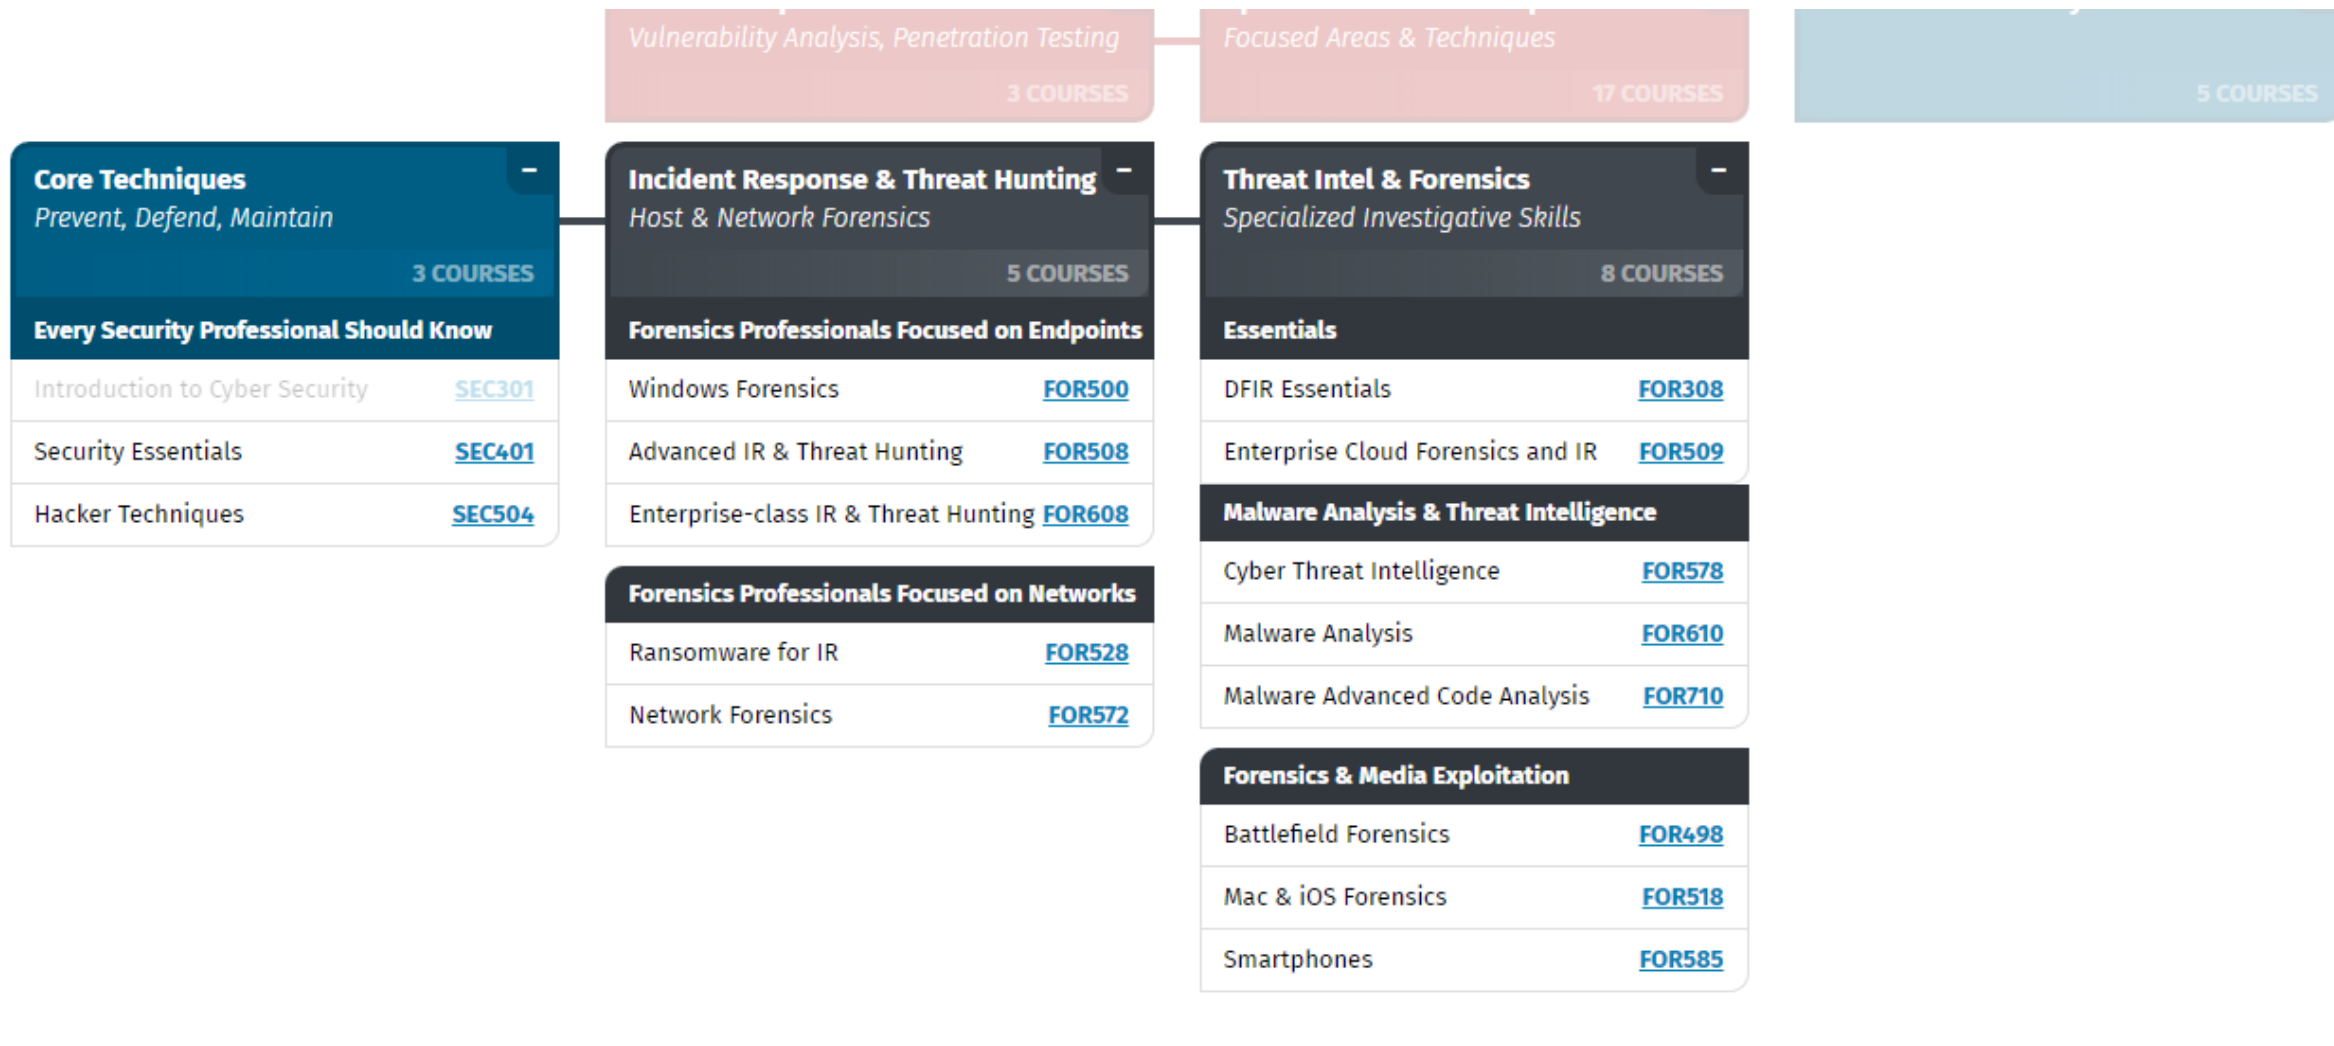 Vulnerability Analysis, Penetration Testing
3 COURSES
Focused Areas & Techniques
17 COURSES
5 COURSES
Core Techniques
Prevent, Defend, Maintain
3 COURSES
Every Security Professional Should Know
Introduction to Cyber Security SEC301
Security Essentials SEC401
Hacker Techniques SEC504
Incident Response & Threat Hunting
Host & Network Forensics
5 COURSES
Forensics Professionals Focused on Endpoints
Windows Forensics FOR500
Advanced IR & Threat Hunting FOR508
Enterprise-class IR & Threat Hunting FOR608
Forensics Professionals Focused on Networks
Ransomware for IR FOR528
Network Forensics FOR572
Threat Intel & Forensics
Specialized Investigative Skills
8 COURSES
Essentials
DFIR Essentials FOR308
Enterprise Cloud Forensics and IR FOR509
Malware Analysis & Threat Intelligence
Cyber Threat Intelligence FOR578
Malware Analysis FOR610
Malware Advanced Code Analysis FOR710
Forensics & Media Exploitation
Battlefield Forensics FOR498
Mac & iOS Forensics FOR518
Smartphones FOR585